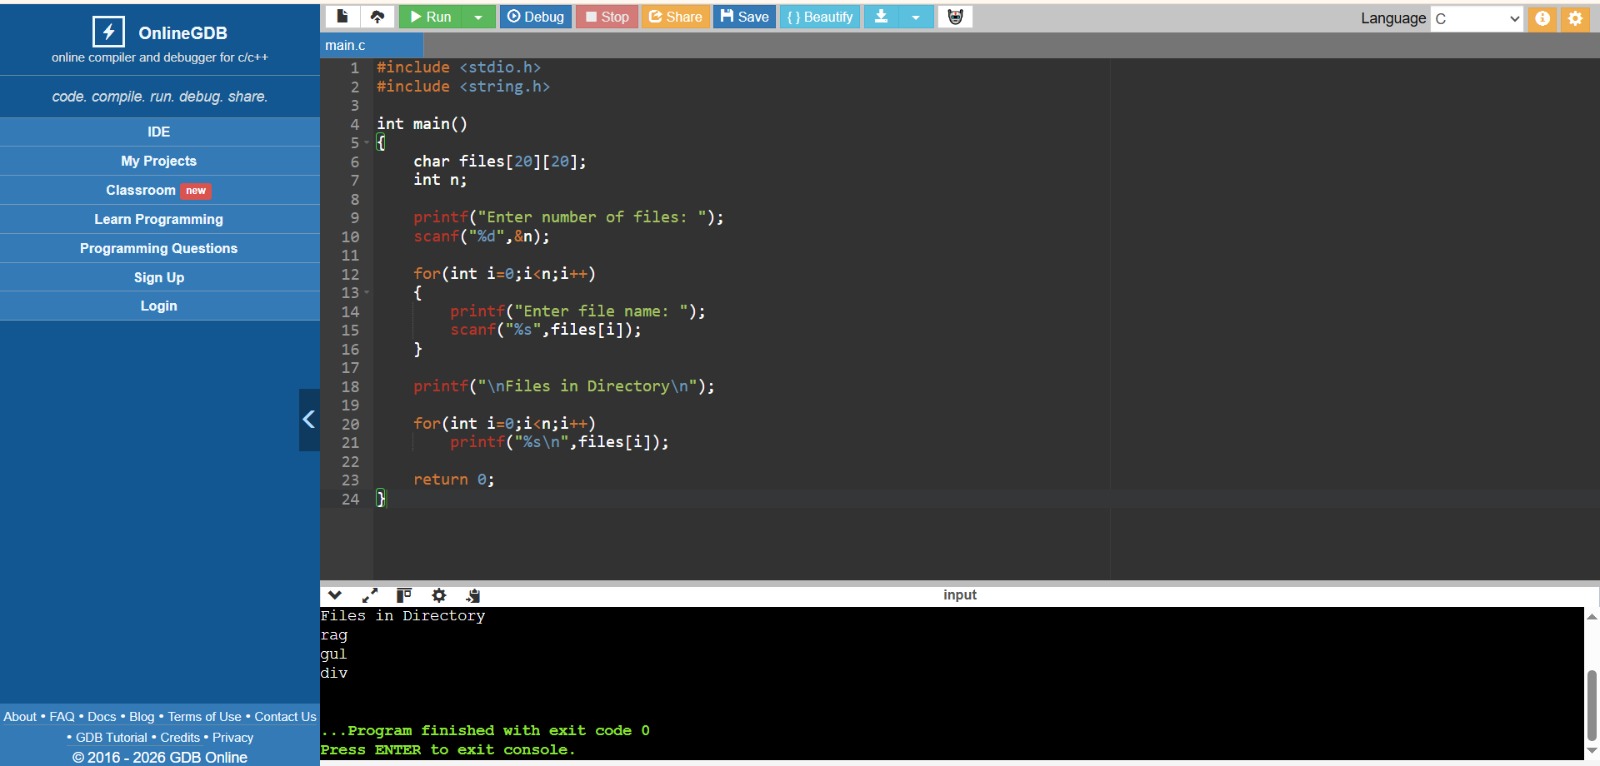 OnlineGDB
online compiler and debugger for c/c++
code. compile. run. debug. share.
IDE
My Projects
Classroom new
Learn Programming
Programming Questions
Sign Up
Login
About • FAQ • Docs • Blog • Terms of Use • Contact Us
• GDB Tutorial • Credits • Privacy
© 2016 - 2026 GDB Online
Run Debug Stop Share Save { } Beautify Language C
main.c
1 #include <stdio.h>
2 #include <string.h>
3
4 int main()
5 {
6     char files[20][20];
7     int n;
8
9     printf("Enter number of files: ");
10     scanf("%d",&n);
11
12     for(int i=0;i<n;i++)
13     {
14         printf("Enter file name: ");
15         scanf("%s",files[i]);
16     }
17
18     printf("\nFiles in Directory\n");
19
20     for(int i=0;i<n;i++)
21         printf("%s\n",files[i]);
22
23     return 0;
24 }
input
Files in Directory
rag
gul
div
...Program finished with exit code 0
Press ENTER to exit console.